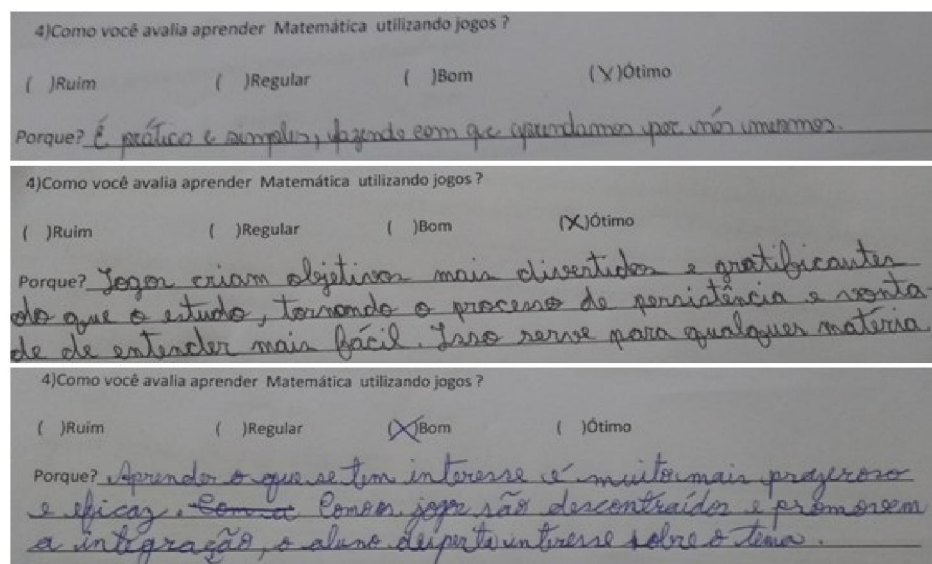 4)Como você avalia aprender Matemática utilizando jogos ?
( )Ruim ( )Regular ( )Bom (X)Ótimo
Porque? É prático e simples, fazendo com que aprendamos por nós mesmos.
4)Como você avalia aprender Matemática utilizando jogos ?
( )Ruim ( )Regular ( )Bom (X)Ótimo
Porque? Jogos criam objetivos mais divertidos e gratificantes
do que o estudo, tornando o processo de persistência e vonta-
de de entender mais fácil. Isso serve para qualquer matéria
4)Como você avalia aprender Matemática utilizando jogos ?
( )Ruim ( )Regular (X)Bom ( )Ótimo
Porque? Aprender o que se tem interesse é muito mais prazeroso
e eficaz. Como os jogos são descontraídos e promovem
a integração, o aluno desperta interesse sobre o tema.